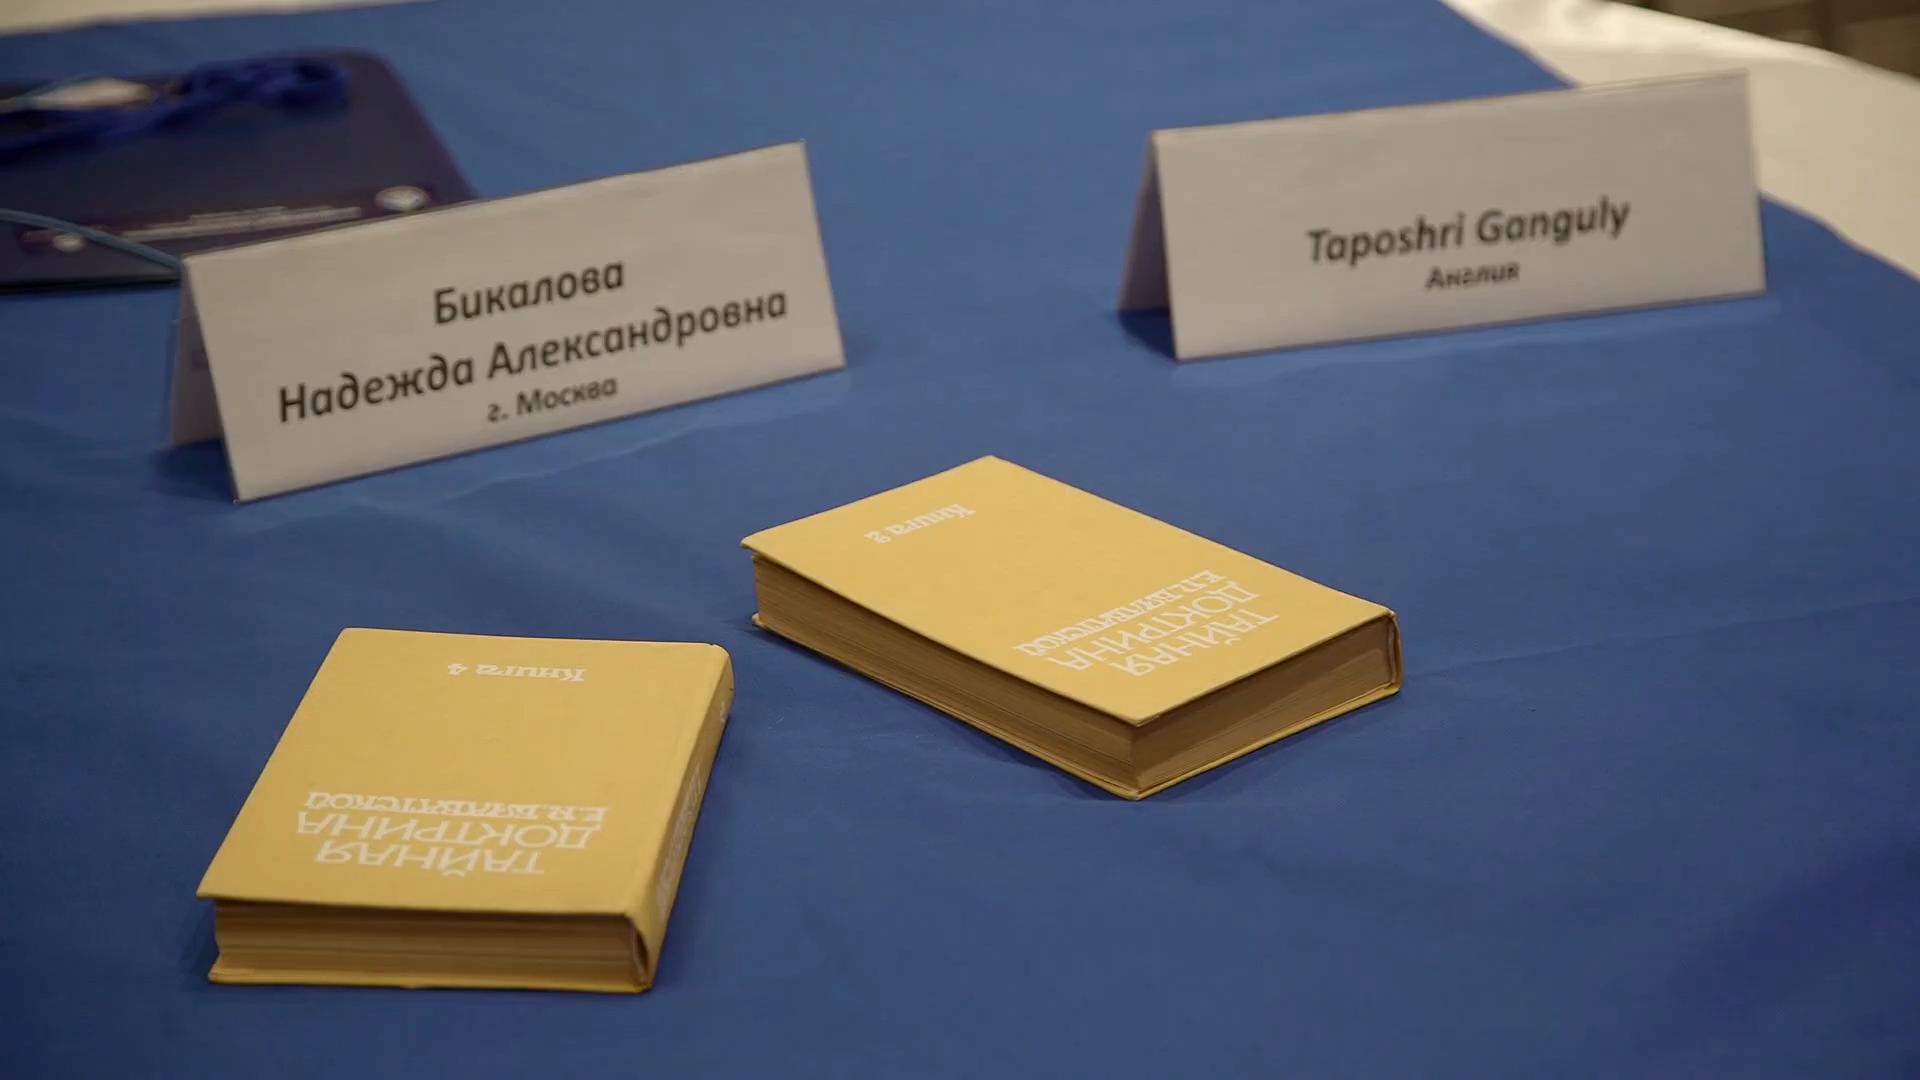 Бикалова
Надежда Александровна
г. Москва
Taposhri Ganguly
Англия
Книга 2
ТАЙНАЯ
ДОКТРИНА
Е.П. БЛАВАТСКОЙ
Книга 4
ТАЙНАЯ
ДОКТРИНА
Е.П. БЛАВАТСКОЙ